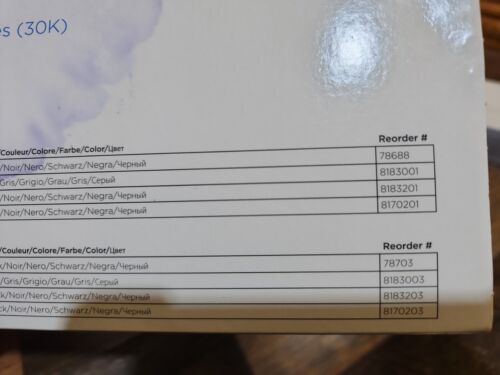 es (30K)
/Couleur/Colore/Farbe/Color/Цвет Reorder #
/Noir/Nero/Schwarz/Negra/Черный 78688
Gris/Grigio/Grau/Gris/Серый 8183001
/Noir/Nero/Schwarz/Negra/Черный 8183201
/Noir/Nero/Schwarz/Negra/Черный 8170201
/Couleur/Colore/Farbe/Color/Цвет Reorder #
k/Noir/Nero/Schwarz/Negra/Черный 78703
/Gris/Grigio/Grau/Gris/Серый 8183003
ck/Noir/Nero/Schwarz/Negra/Черный 8183203
ck/Noir/Nero/Schwarz/Negra/Черный 8170203